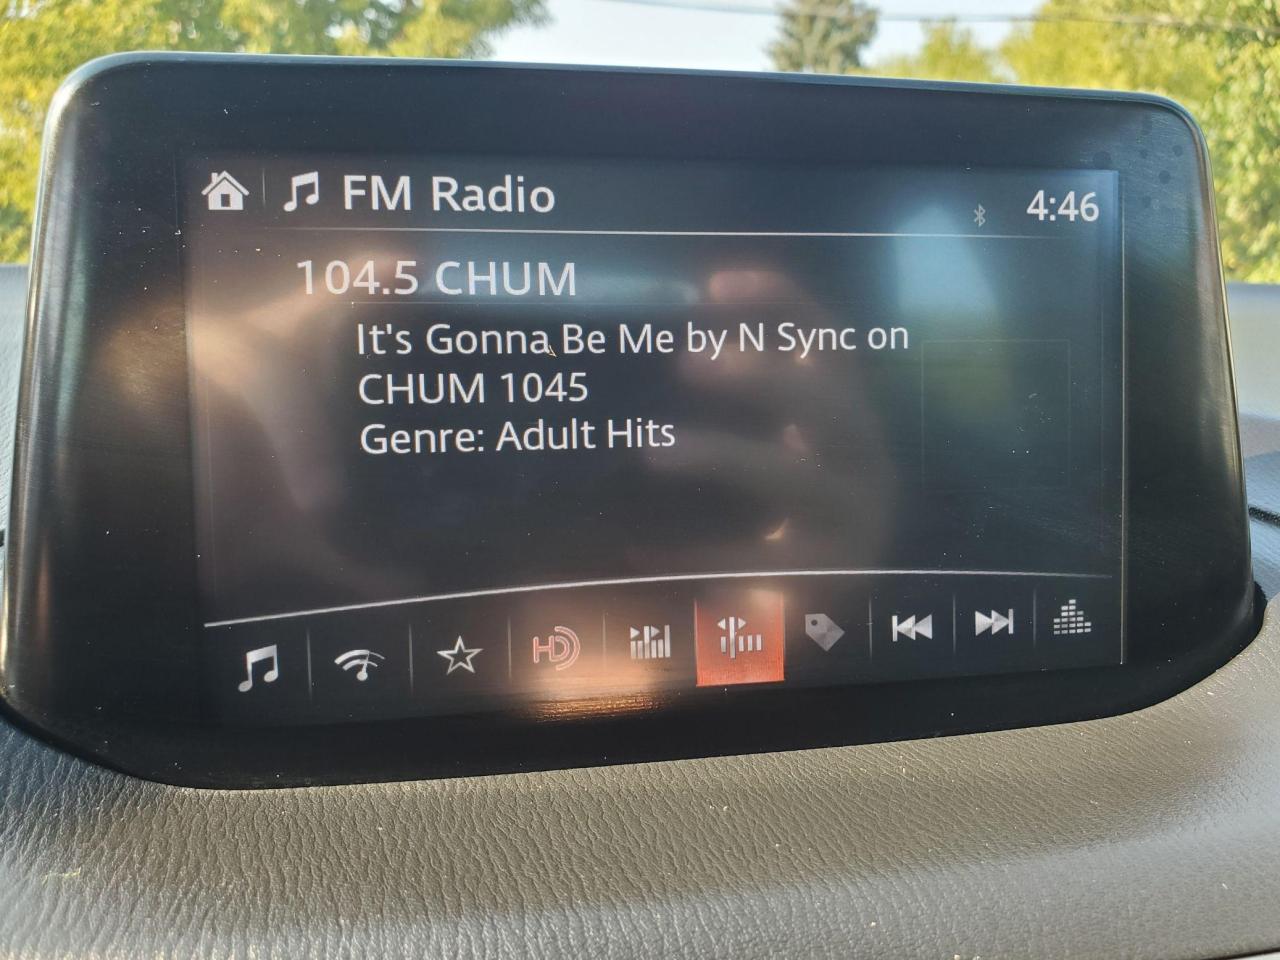 FM Radio
4:46
104.5 CHUM
It's Gonna Be Me by N Sync on
CHUM 1045
Genre: Adult Hits
HD